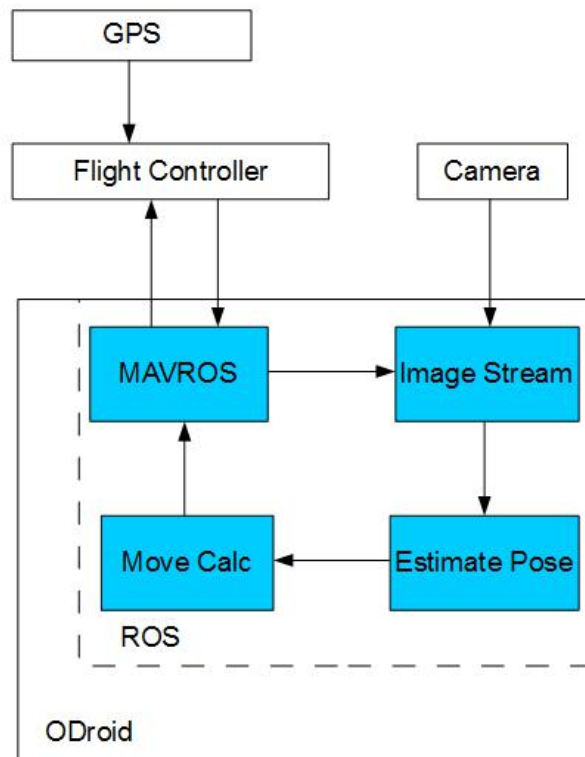 GPS
Flight Controller
Camera
MAVROS
Image Stream
Move Calc
Estimate Pose
ROS
ODroid